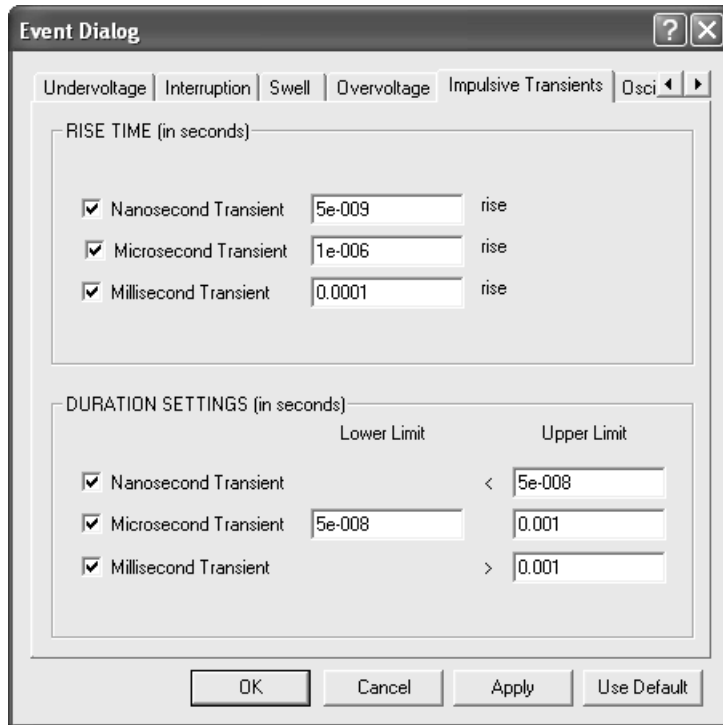 Event Dialog
Undervoltage Interruption Swell Overvoltage Impulsive Transients Osci
RISE TIME (in seconds)
Nanosecond Transient 5e-009 rise
Microsecond Transient 1e-006 rise
Millisecond Transient 0.0001 rise
DURATION SETTINGS (in seconds)
Lower Limit Upper Limit
Nanosecond Transient < 5e-008
Microsecond Transient 5e-008 0.001
Millisecond Transient > 0.001
OK Cancel Apply Use Default